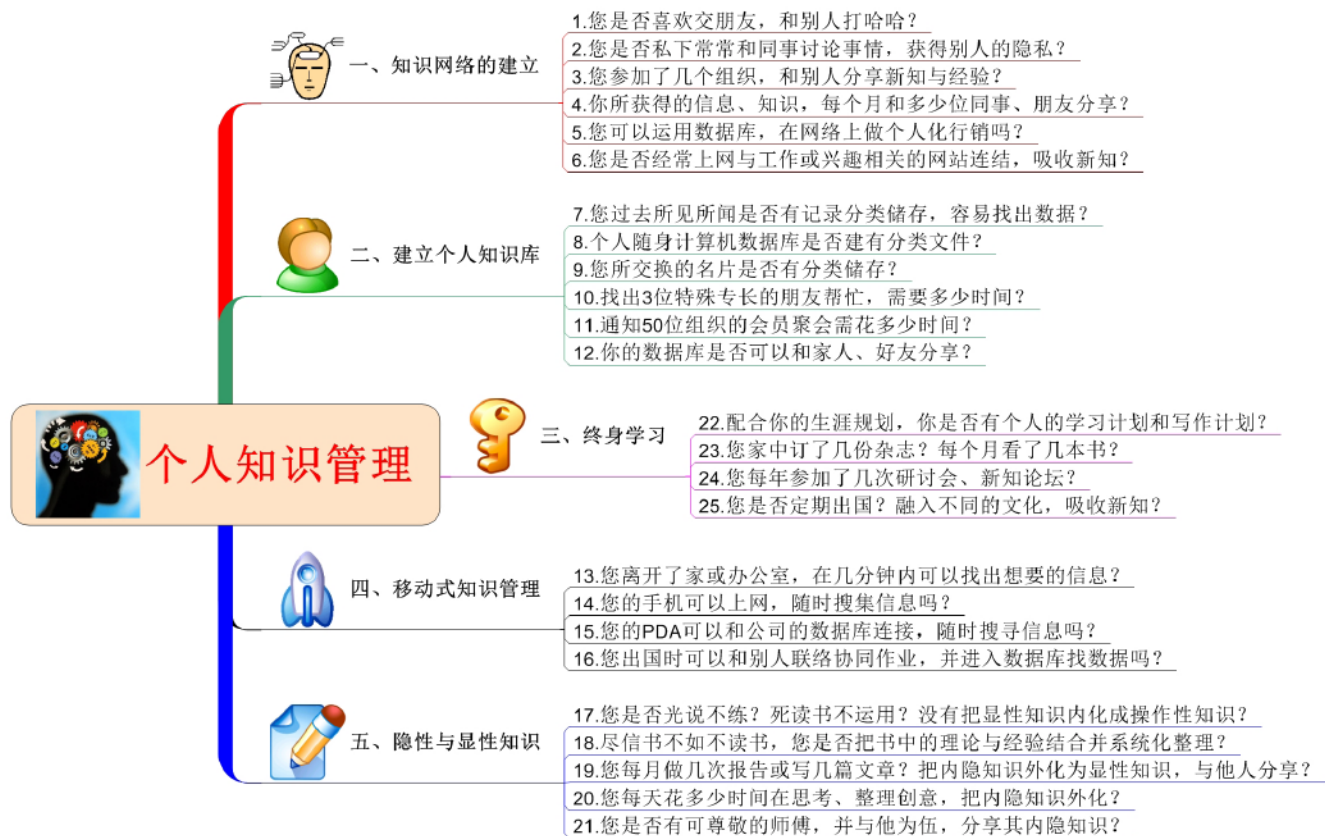 个人知识管理
一、知识网络的建立
1.您是否喜欢交朋友，和别人打哈哈？
2.您是否私下常常和同事讨论事情，获得别人的隐私？
3.您参加了几个组织，和别人分享新知与经验？
4.你所获得的信息、知识，每个月和多少位同事、朋友分享？
5.您可以运用数据库，在网络上做个人化行销吗？
6.您是否经常上网与工作或兴趣相关的网站连结，吸收新知？
二、建立个人知识库
7.您过去所见所闻是否有记录分类储存，容易找出数据？
8.个人随身计算机数据库是否建有分类文件？
9.您所交换的名片是否有分类储存？
10.找出3位特殊专长的朋友帮忙，需要多少时间？
11.通知50位组织的会员聚会需花多少时间？
12.你的数据库是否可以和家人、好友分享？
三、终身学习
22.配合你的生涯规划，你是否有个人的学习计划和写作计划？
23.您家中订了几份杂志？每个月看了几本书？
24.您每年参加了几次研讨会、新知论坛？
25.您是否定期出国？融入不同的文化，吸收新知？
四、移动式知识管理
13.您离开了家或办公室，在几分钟内可以找出想要的信息？
14.您的手机可以上网，随时搜集信息吗？
15.您的PDA可以和公司的数据库连接，随时搜寻信息吗？
16.您出国时可以和别人联络协同作业，并进入数据库找数据吗？
五、隐性与显性知识
17.您是否光说不练？死读书不运用？没有把显性知识内化成操作性知识？
18.尽信书不如不读书，您是否把书中的理论与经验结合并系统化整理？
19.您每月做几次报告或写几篇文章？把内隐知识外化为显性知识，与他人分享？
20.您每天花多少时间在思考、整理创意，把内隐知识外化？
21.您是否有可尊敬的师傅，并与他为伍，分享其内隐知识？